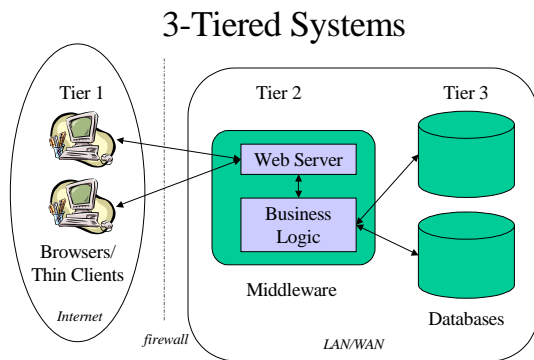 3-Tiered Systems
Tier 1
Tier 2
Tier 3
Web Server
Business
Logic
Browsers/
Thin Clients
Middleware
Databases
Internet
firewall
LAN/WAN